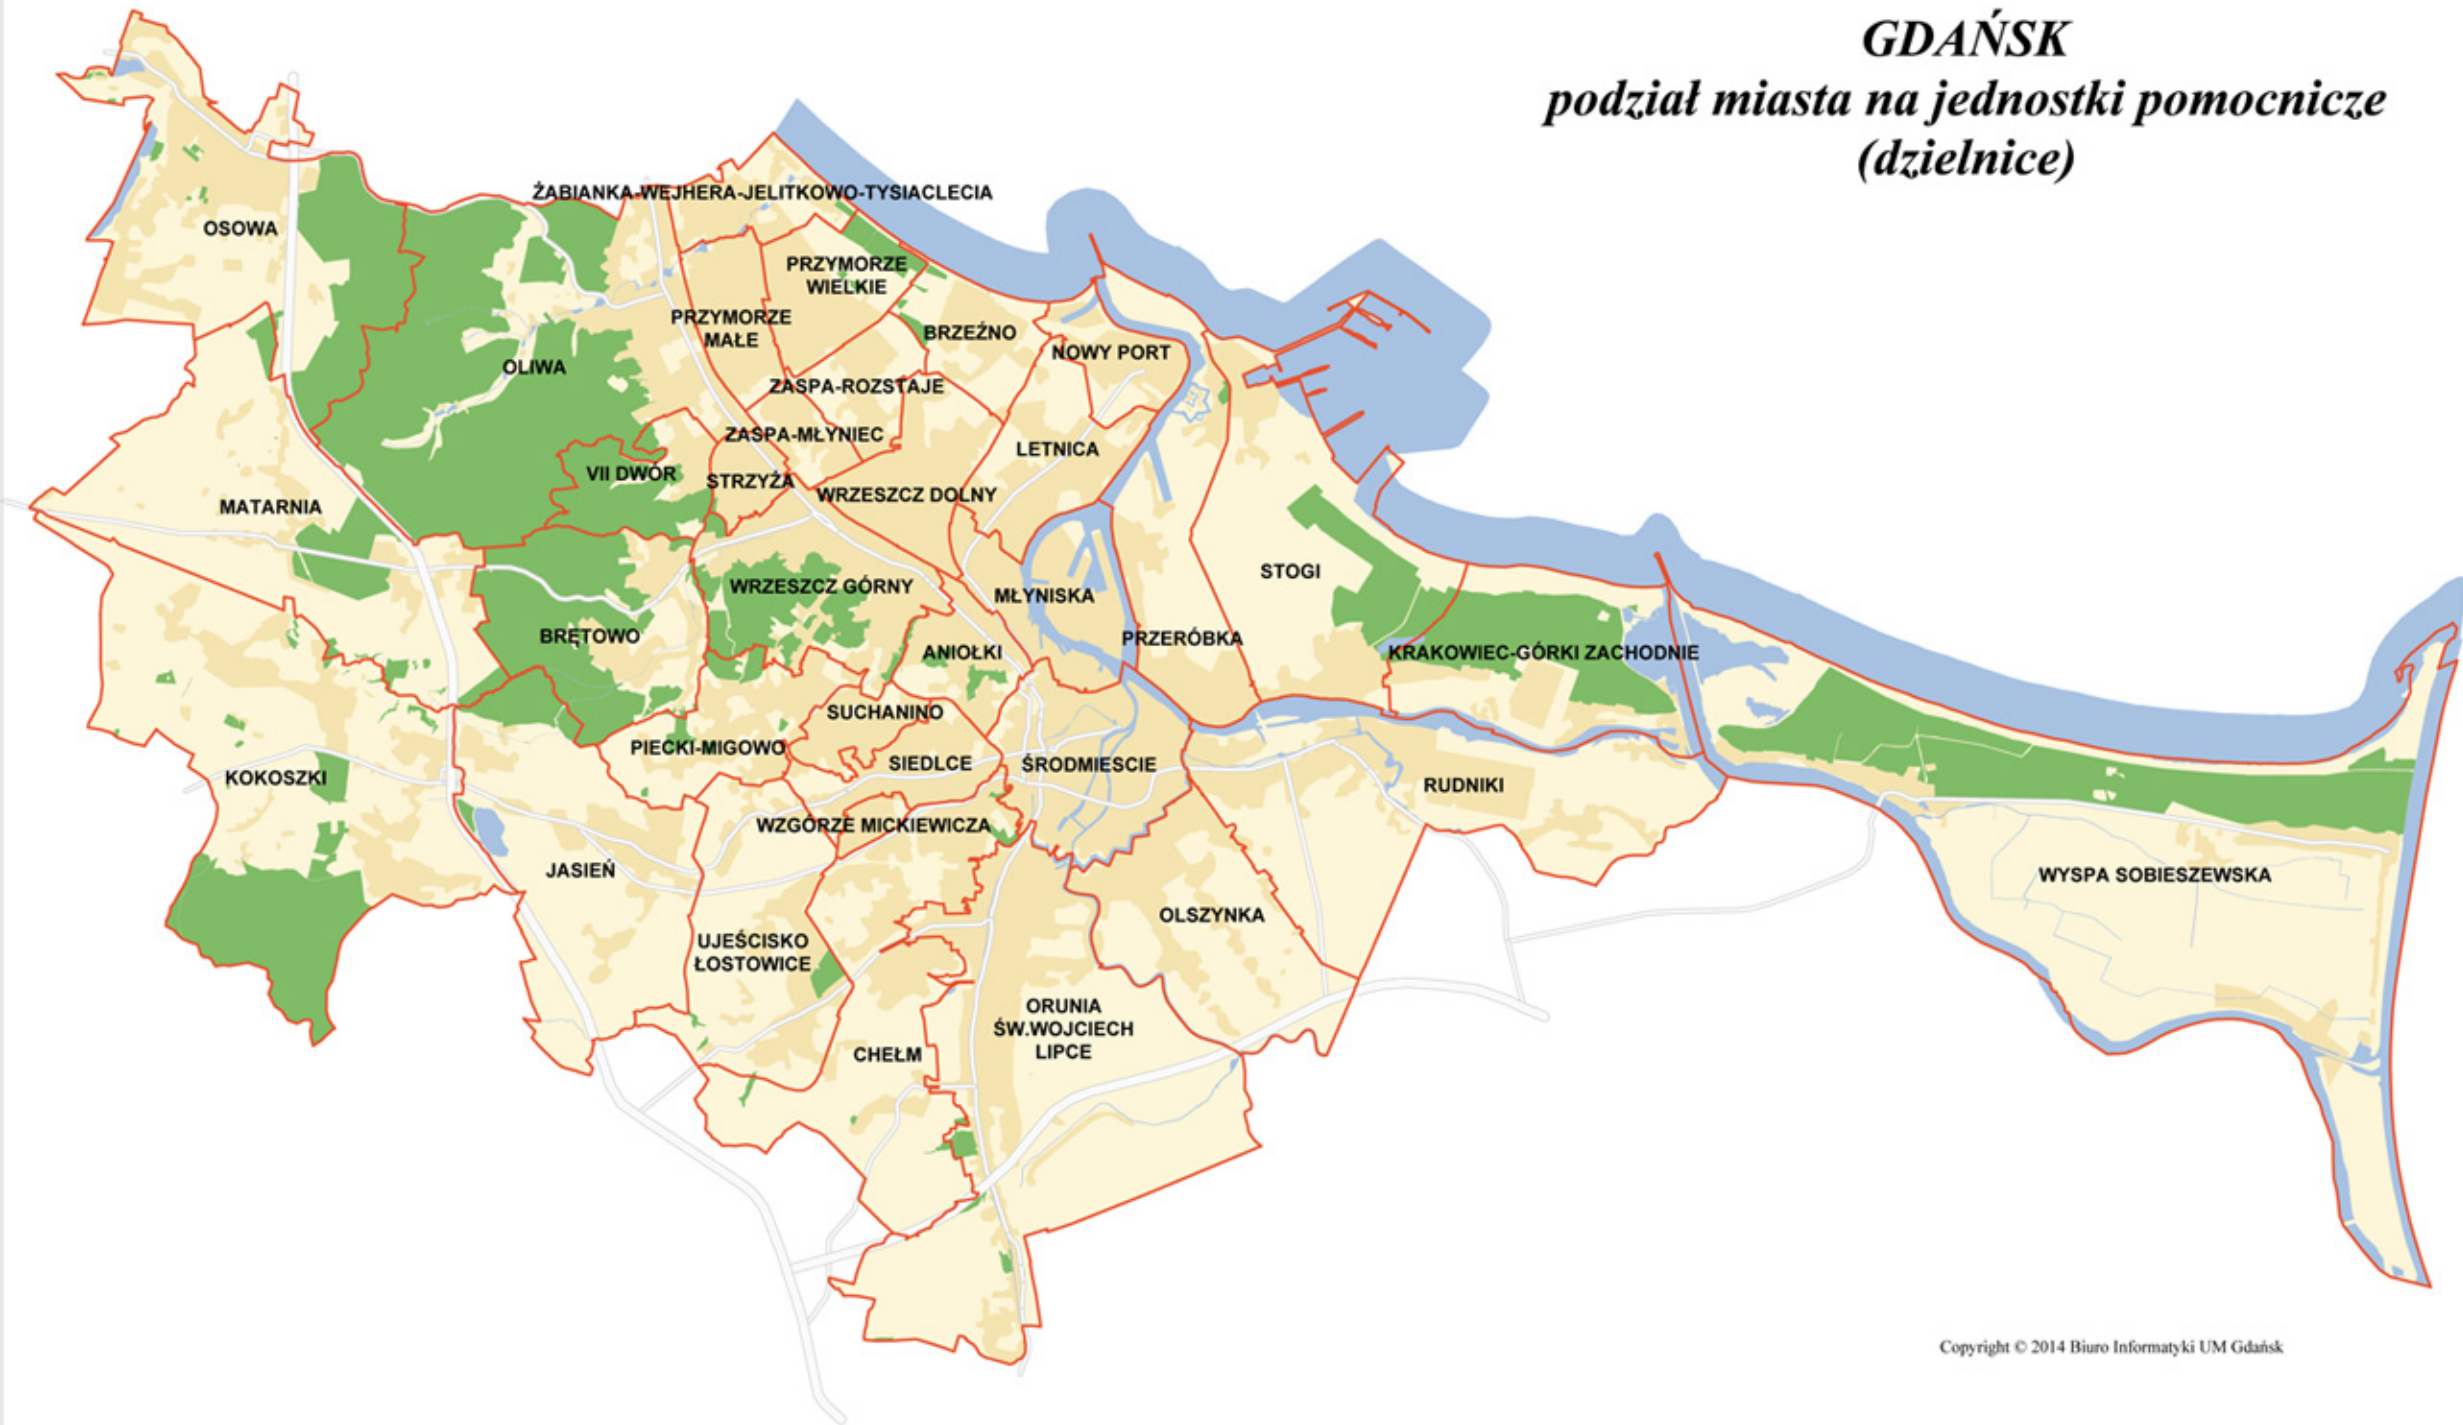 GDAŃSK
podział miasta na jednostki pomocnicze
(dzielnice)
ŻABIANKA-WEJHERA-JELITKOWO-TYSIACLECIA
OSOWA
PRZYMORZE
WIELKIE
PRZYMORZE
MAŁE
BRZEŹNO
NOWY PORT
OLIWA
ZASPA-ROZSTAJE
ZASPA-MŁYNIEC
LETNICA
VII DWÓR
STRZYŻA
WRZESZCZ DOLNY
MATARNIA
STOGI
WRZESZCZ GÓRNY
MŁYNISKA
BRĘTOWO
PRZERÓBKA
ANIOŁKI
KRAKOWIEC-GÓRKI ZACHODNIE
SUCHANINO
PIECKI-MIGOWO
SIEDLCE
ŚRODMIESCIE
KOKOSZKI
RUDNIKI
WZGÓRZE MICKIEWICZA
JASIEŃ
WYSPA SOBIESZEWSKA
OLSZYNKA
UJEŚCISKO
ŁOSTOWICE
ORUNIA
ŚW.WOJCIECH
LIPCE
CHEŁM
Copyright © 2014 Biuro Informatyki UM Gdańsk